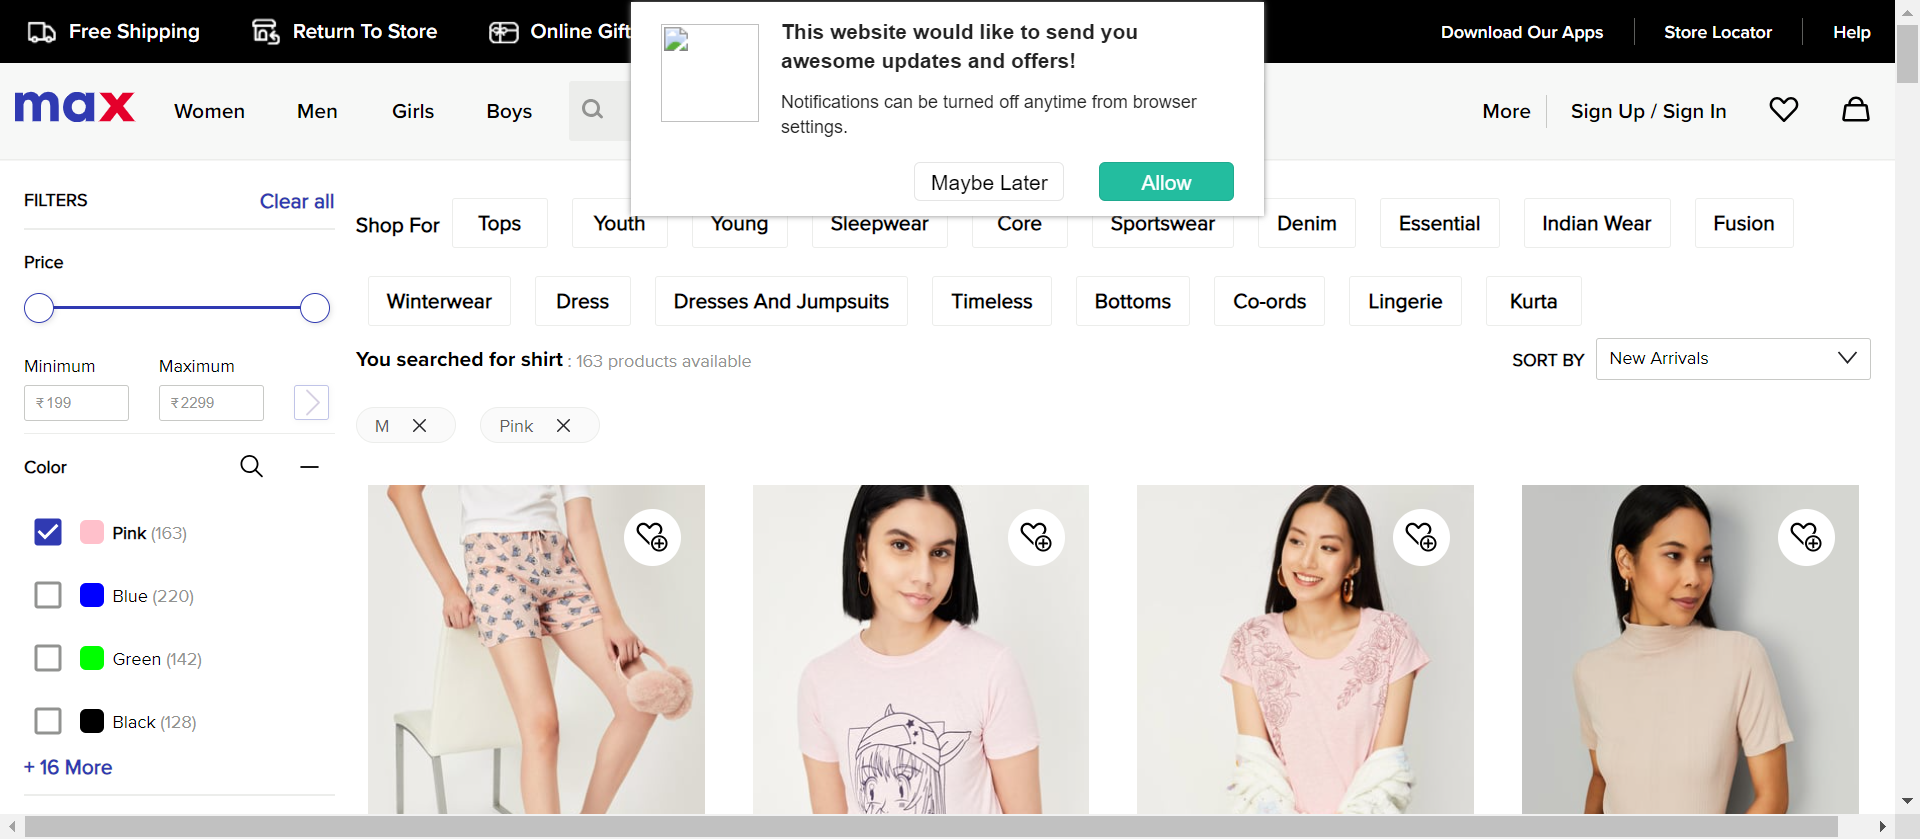 Free Shipping
Return To Store
Online Gift
Download Our Apps
Store Locator
Help
This website would like to send you
awesome updates and offers!
Notifications can be turned off anytime from browser
settings.
Maybe Later
Allow
max
Women
Men
Girls
Boys
More
Sign Up / Sign In
FILTERS
Clear all
Price
Minimum
Maximum
₹ 199
₹ 2299
Color
Pink (163)
Blue (220)
Green (142)
Black (128)
+ 16 More
Shop For
Tops
Youth
Young
Sleepwear
Core
Sportswear
Denim
Essential
Indian Wear
Fusion
Winterwear
Dress
Dresses And Jumpsuits
Timeless
Bottoms
Co-ords
Lingerie
Kurta
You searched for shirt : 163 products available
SORT BY
New Arrivals
M
Pink